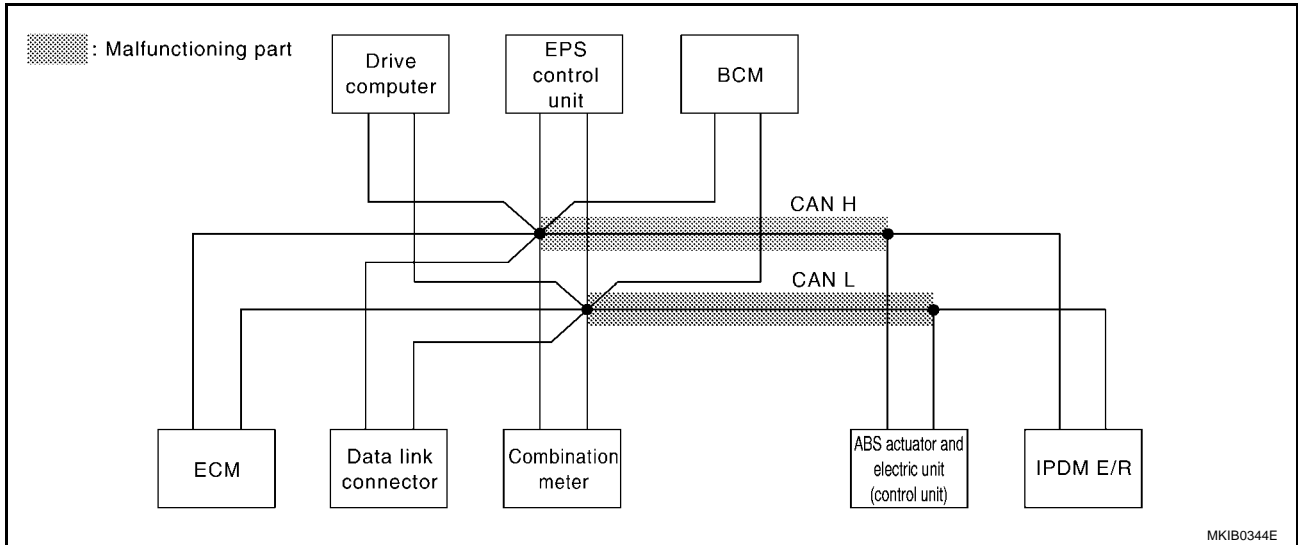 : Malfunctioning part
Drive
computer
EPS
control
unit
BCM
CAN H
CAN L
ECM
Data link
connector
Combination
meter
ABS actuator and
electric unit
(control unit)
IPDM E/R
MKIB0344E